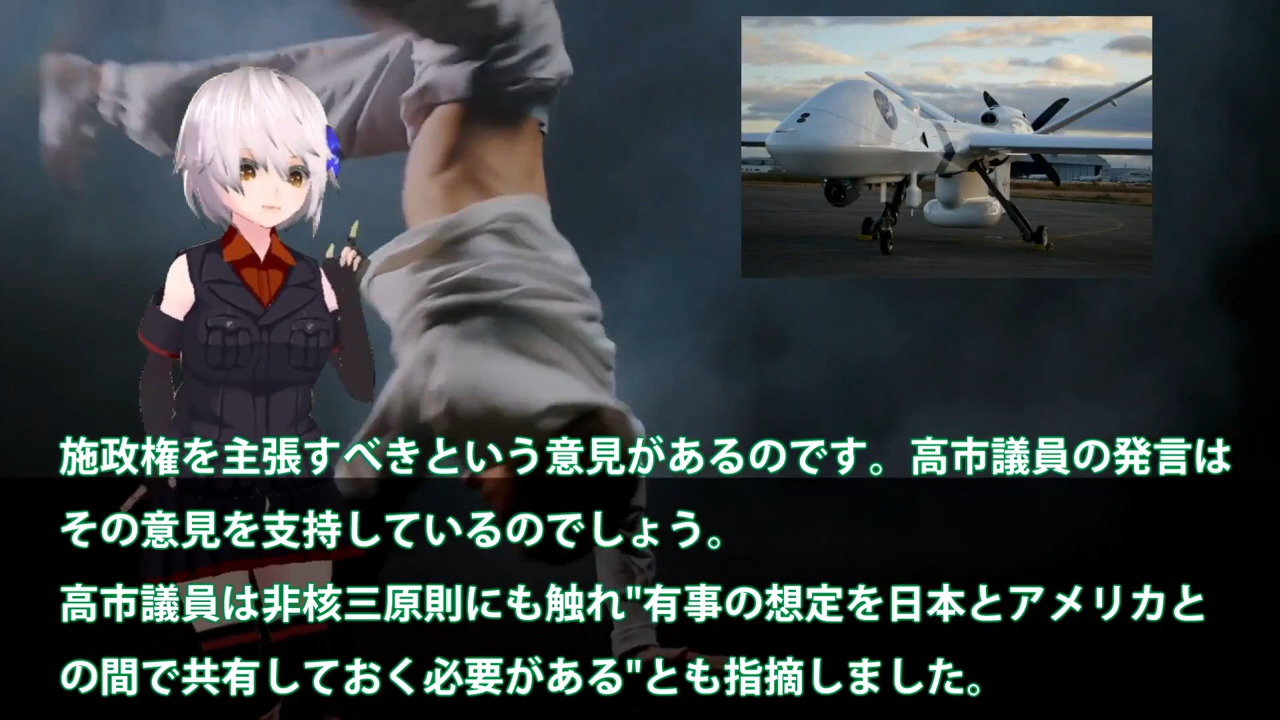 施政権を主張すべきという意見があるのです。高市議員の発言は
その意見を支持しているのでしょう。
高市議員は非核三原則にも触れ"有事の想定を日本とアメリカと
の間で共有しておく必要がある"とも指摘しました。